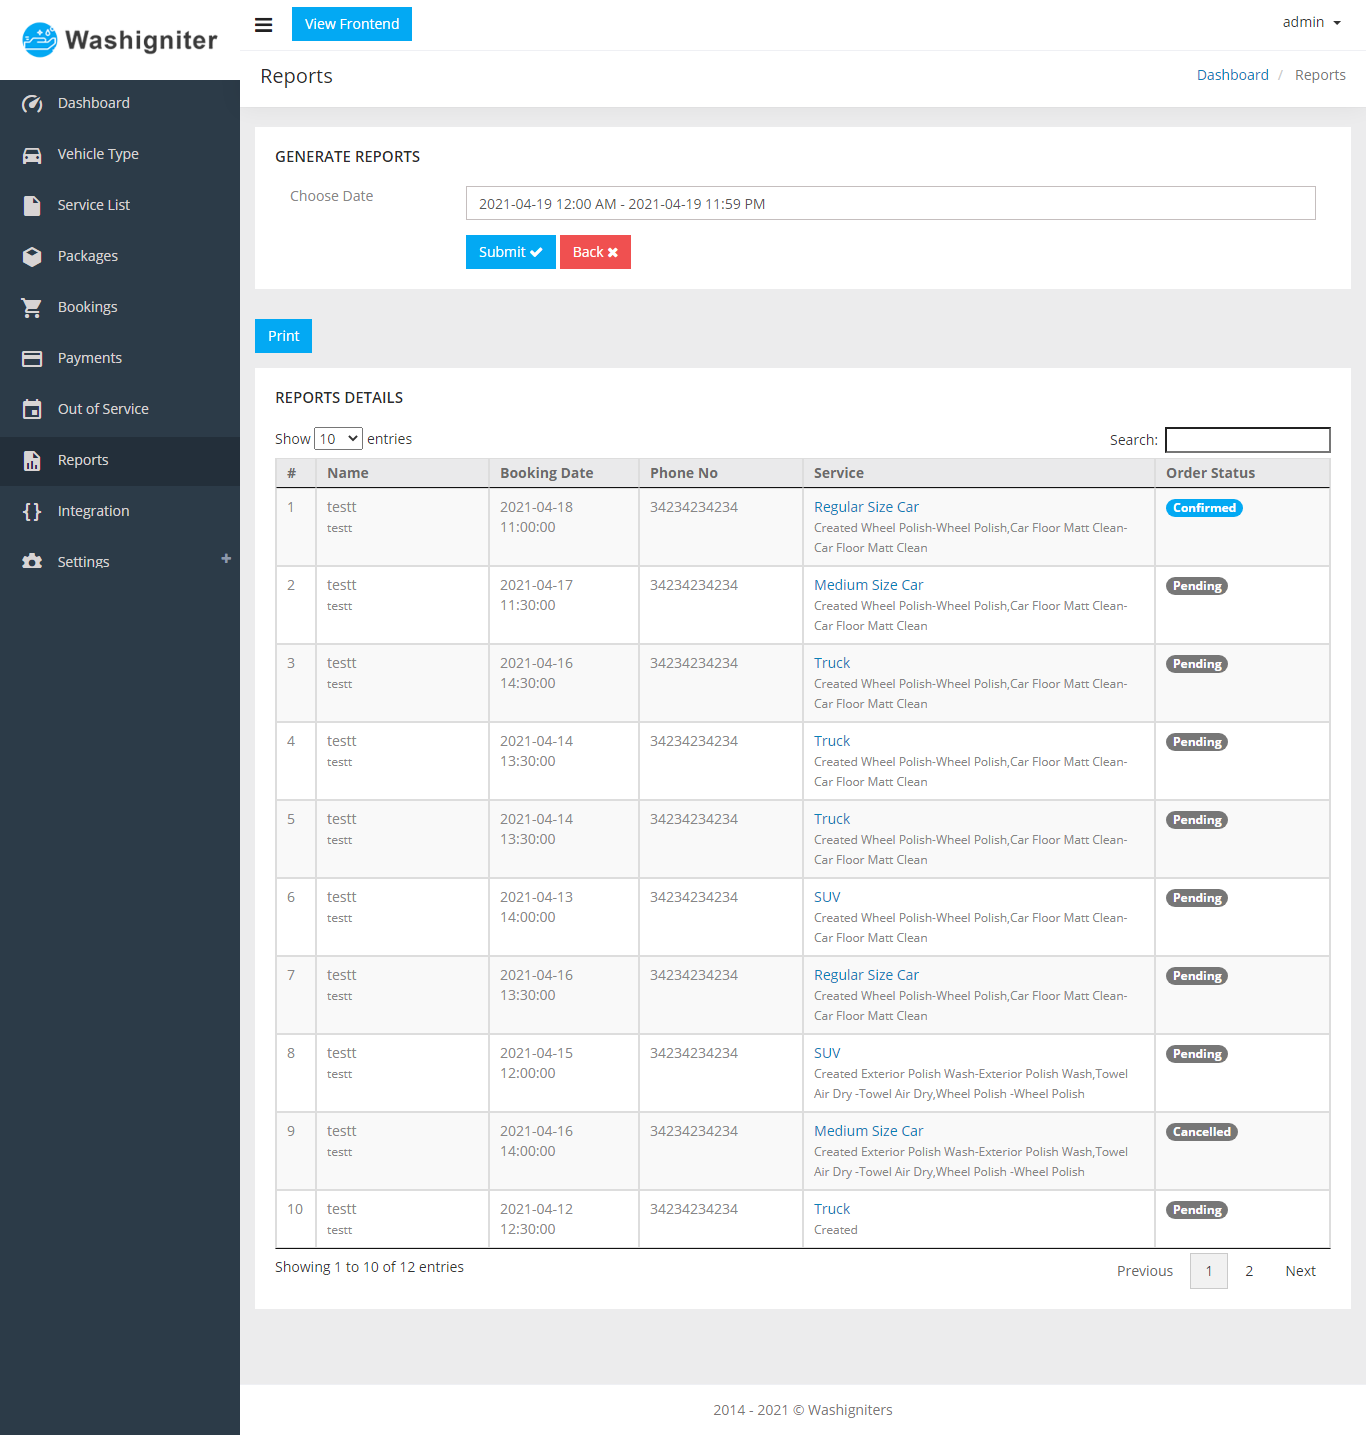 Washigniter
View Frontend
admin
Reports
Dashboard / Reports
Dashboard
Vehicle Type
Service List
Packages
Bookings
Payments
Out of Service
Reports
Integration
Settings +
GENERATE REPORTS
Choose Date
2021-04-19 12:00 AM - 2021-04-19 11:59 PM
Submit
Back
Print
REPORTS DETAILS
Show 10 entries
Search:
# Name Booking Date Phone No Service Order Status
1 testt 2021-04-18 34234234234 Regular Size Car Confirmed
testt 11:00:00 Created Wheel Polish-Wheel Polish,Car Floor Matt Clean-
Car Floor Matt Clean
2 testt 2021-04-17 34234234234 Medium Size Car Pending
testt 11:30:00 Created Wheel Polish-Wheel Polish,Car Floor Matt Clean-
Car Floor Matt Clean
3 testt 2021-04-16 34234234234 Truck Pending
testt 14:30:00 Created Wheel Polish-Wheel Polish,Car Floor Matt Clean-
Car Floor Matt Clean
4 testt 2021-04-14 34234234234 Truck Pending
testt 13:30:00 Created Wheel Polish-Wheel Polish,Car Floor Matt Clean-
Car Floor Matt Clean
5 testt 2021-04-14 34234234234 Truck Pending
testt 13:30:00 Created Wheel Polish-Wheel Polish,Car Floor Matt Clean-
Car Floor Matt Clean
6 testt 2021-04-13 34234234234 SUV Pending
testt 14:00:00 Created Wheel Polish-Wheel Polish,Car Floor Matt Clean-
Car Floor Matt Clean
7 testt 2021-04-16 34234234234 Regular Size Car Pending
testt 13:30:00 Created Wheel Polish-Wheel Polish,Car Floor Matt Clean-
Car Floor Matt Clean
8 testt 2021-04-15 34234234234 SUV Pending
testt 12:00:00 Created Exterior Polish Wash-Exterior Polish Wash,Towel
Air Dry -Towel Air Dry,Wheel Polish -Wheel Polish
9 testt 2021-04-16 34234234234 Medium Size Car Cancelled
testt 14:00:00 Created Exterior Polish Wash-Exterior Polish Wash,Towel
Air Dry -Towel Air Dry,Wheel Polish -Wheel Polish
10 testt 2021-04-12 34234234234 Truck Pending
testt 12:30:00 Created
Showing 1 to 10 of 12 entries
Previous 1 2 Next
2014 - 2021 © Washigniters